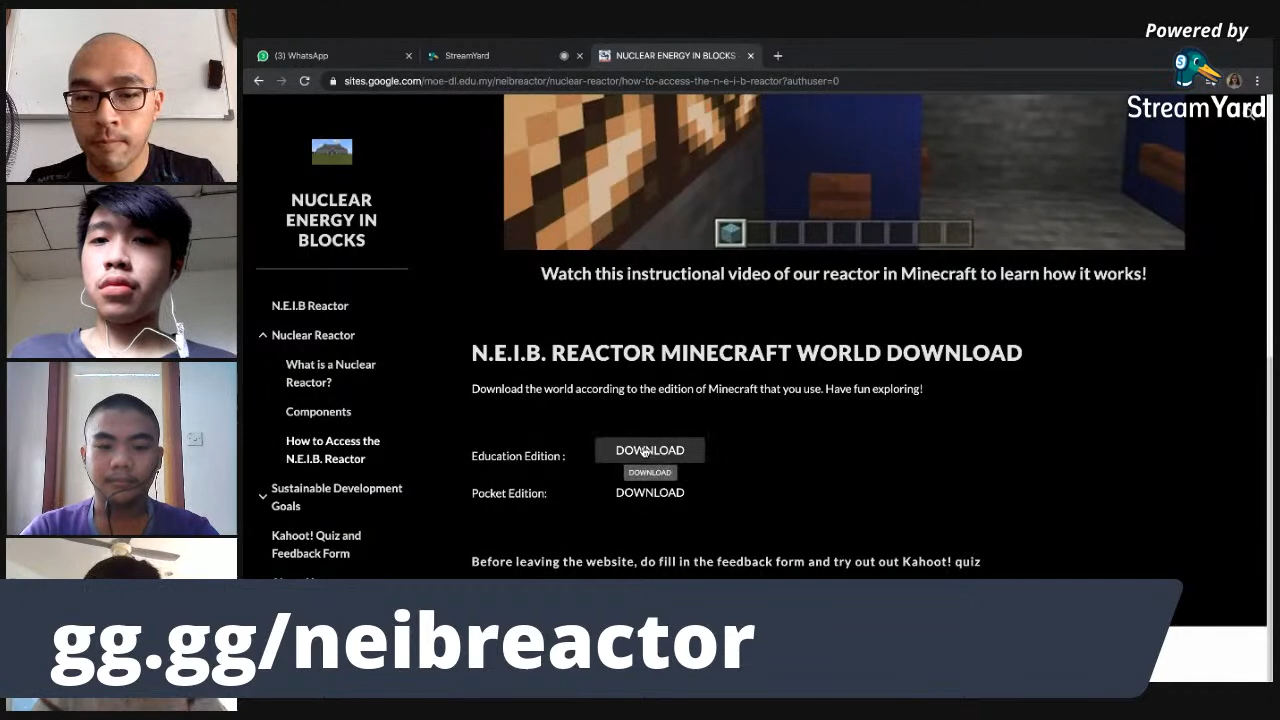 Powered by
StreamYard
(3) WhatsApp
StreamYard
NUCLEAR ENERGY IN BLOCKS
sites.google.com/moe-dl.edu.my/neibreactor/nuclear-reactor/how-to-access-the-n-e-i-b-reactor?authuser=0
NUCLEAR
ENERGY IN
BLOCKS
N.E.I.B Reactor
Nuclear Reactor
What is a Nuclear
Reactor?
Components
How to Access the
N.E.I.B. Reactor
Sustainable Development
Goals
Kahoot! Quiz and
Feedback Form
Watch this instructional video of our reactor in Minecraft to learn how it works!
N.E.I.B. REACTOR MINECRAFT WORLD DOWNLOAD
Download the world according to the edition of Minecraft that you use. Have fun exploring!
Education Edition :
DOWNLOAD
DOWNLOAD
Pocket Edition:
DOWNLOAD
Before leaving the website, do fill in the feedback form and try out out Kahoot! quiz
gg.gg/neibreactor